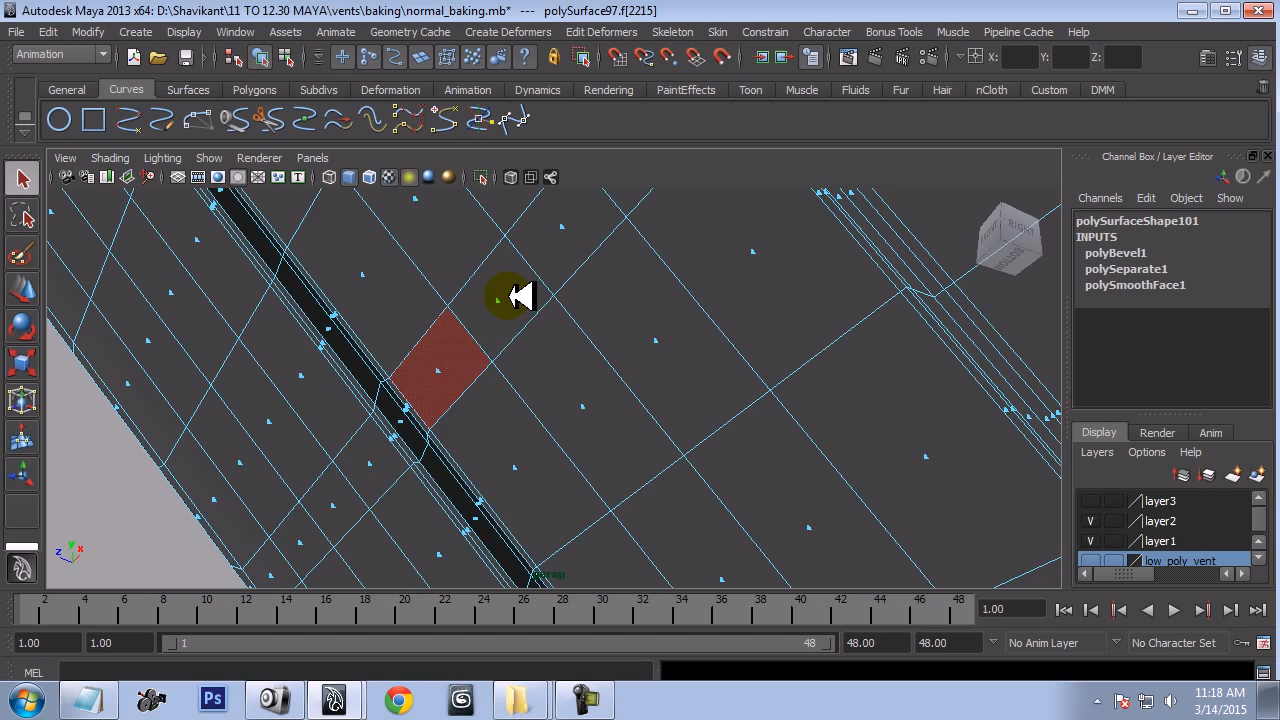 Autodesk Maya 2013 x64: D:\Shavikant\11 TO 12.30 MAYA\vents\baking\normal_baking.mb* --- polySurface97.f[2215]
File Edit Modify Create Display Window Assets Animate Geometry Cache Create Deformers Edit Deformers Skeleton Skin Constrain Character Bonus Tools Muscle Pipeline Cache Help
Animation X: Y: Z:
General Curves Surfaces Polygons Subdivs Deformation Animation Dynamics Rendering PaintEffects Toon Muscle Fluids Fur Hair nCloth Custom DMM
View Shading Lighting Show Renderer Panels
Channel Box / Layer Editor
Channels Edit Object Show
polySurfaceShape101
INPUTS
polyBevel1
polySeparate1
polySmoothFace1
RIGHT
persp
Display Render Anim
Layers Options Help
layer3
V layer2
V layer1
low_poly_vent
z y x
2 4 6 8 10 12 14 16 18 20 22 24 26 28 30 32 34 36 38 40 42 44 46 48 1.00
1.00 1.00 1 48 48.00 48.00 No Anim Layer No Character Set
MEL
Ps
11:18 AM
3/14/2015